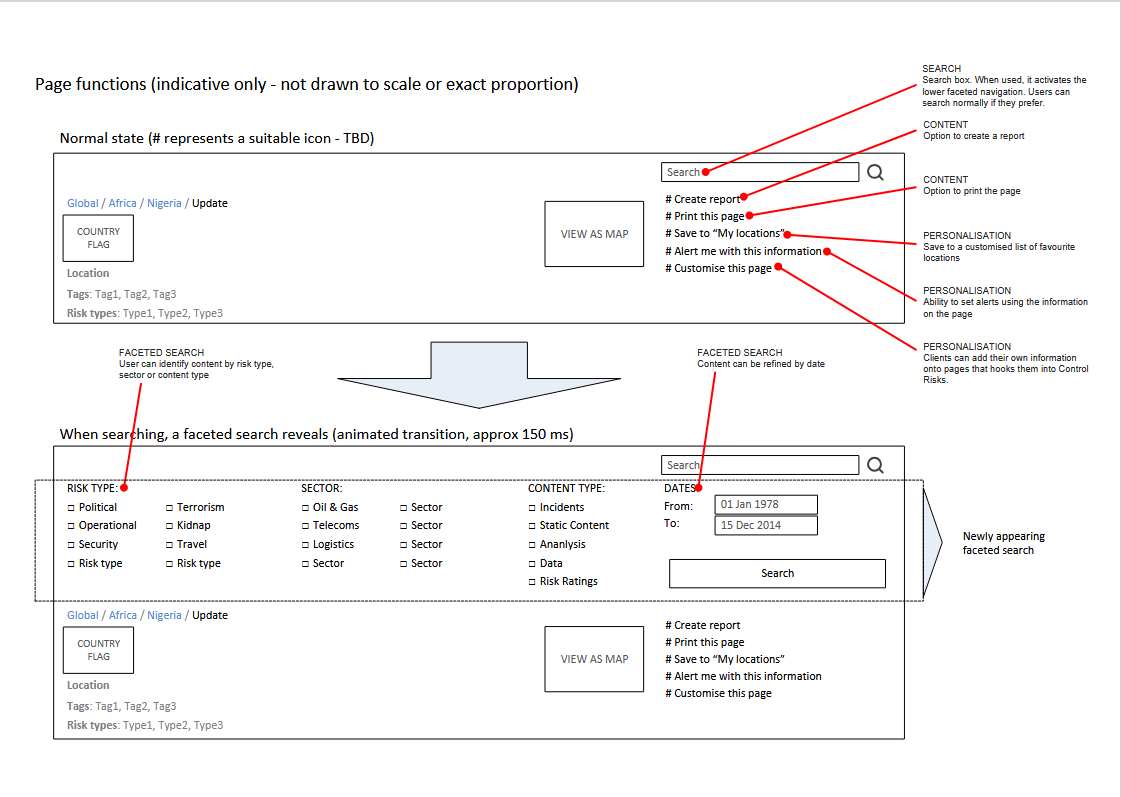 Page functions (indicative only - not drawn to scale or exact proportion)
SEARCH
Search box. When used, it activates the
lower faceted navigation. Users can
search normally if they prefer.
CONTENT
Option to create a report
CONTENT
Option to print the page
PERSONALISATION
Save to a customised list of favourite
locations
PERSONALISATION
Ability to set alerts using the information
on the page
PERSONALISATION
Clients can add their own information
onto pages that hooks them into Control
Risks.
Normal state (# represents a suitable icon - TBD)
Search
Global / Africa / Nigeria / Update
COUNTRY
FLAG
Location
Tags: Tag1, Tag2, Tag3
Risk types: Type1, Type2, Type3
VIEW AS MAP
# Create report
# Print this page
# Save to “My locations”
# Alert me with this information
# Customise this page
FACETED SEARCH
User can identify content by risk type,
sector or content type
FACETED SEARCH
Content can be refined by date
When searching, a faceted search reveals (animated transition, approx 150 ms)
Search
RISK TYPE:
Political
Operational
Security
Risk type
Terrorism
Kidnap
Travel
Risk type
SECTOR:
Oil & Gas
Telecoms
Logistics
Sector
Sector
Sector
Sector
Sector
CONTENT TYPE:
Incidents
Static Content
Ananlysis
Data
Risk Ratings
DATES
From: 01 Jan 1978
To: 15 Dec 2014
Search
Newly appearing
faceted search
Global / Africa / Nigeria / Update
COUNTRY
FLAG
Location
Tags: Tag1, Tag2, Tag3
Risk types: Type1, Type2, Type3
VIEW AS MAP
# Create report
# Print this page
# Save to “My locations”
# Alert me with this information
# Customise this page